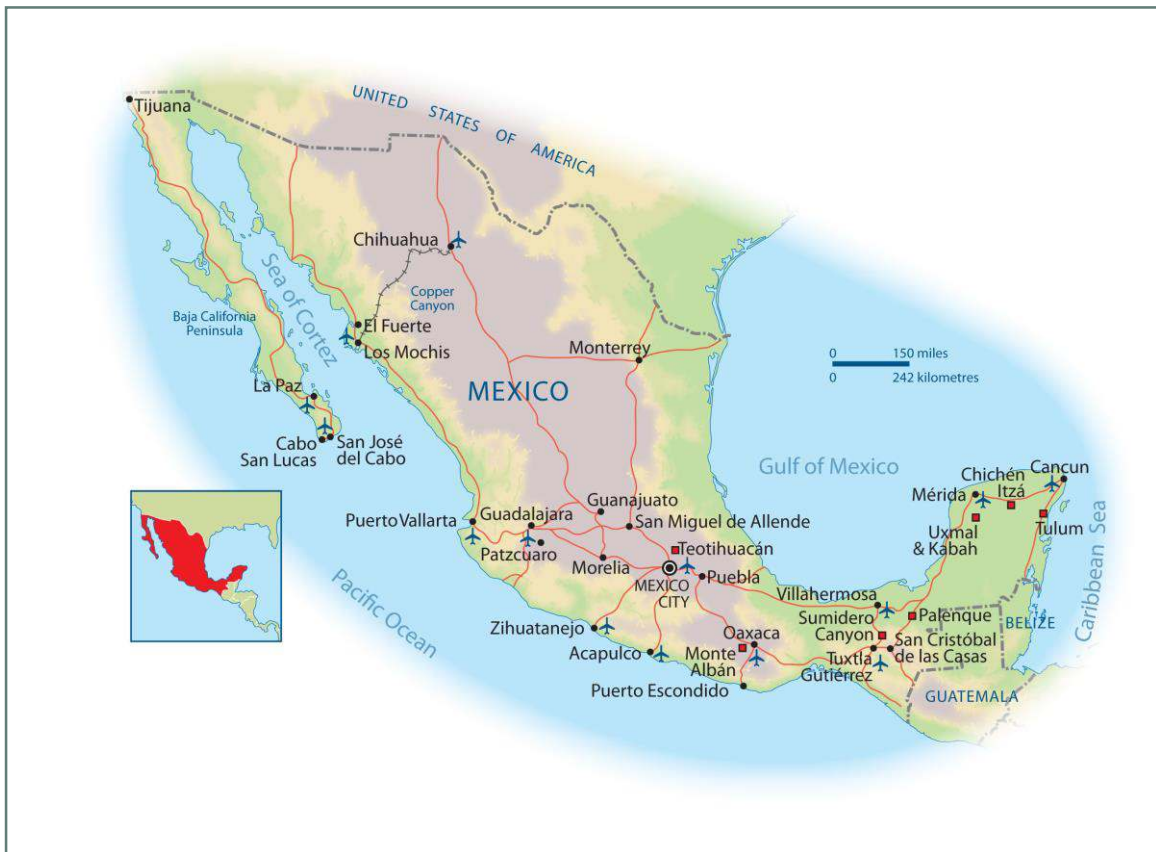 UNITED STATES OF AMERICA
Tijuana
Chihuahua
Sea of Cortez
Copper
Canyon
Baja California
Peninsula
El Fuerte
Los Mochis
Monterrey
0 150 miles
0 242 kilometres
La Paz
MEXICO
Cabo
San Lucas
San José
del Cabo
Gulf of Mexico
Cancun
Chichén
Itzá
Mérida
Uxmal
& Kabah
Tulum
Caribbean Sea
Guanajuato
Puerto Vallarta
Guadalajara
San Miguel de Allende
Patzcuaro
Teotihuacán
Morelia
MEXICO
CITY
Puebla
Villahermosa
Pacific Ocean
Sumidero
Canyon
Palenque
BELIZE
Zihuatanejo
Oaxaca
San Cristóbal
de las Casas
Acapulco
Monte
Albán
Tuxtla
Gutiérrez
Puerto Escondido
GUATEMALA